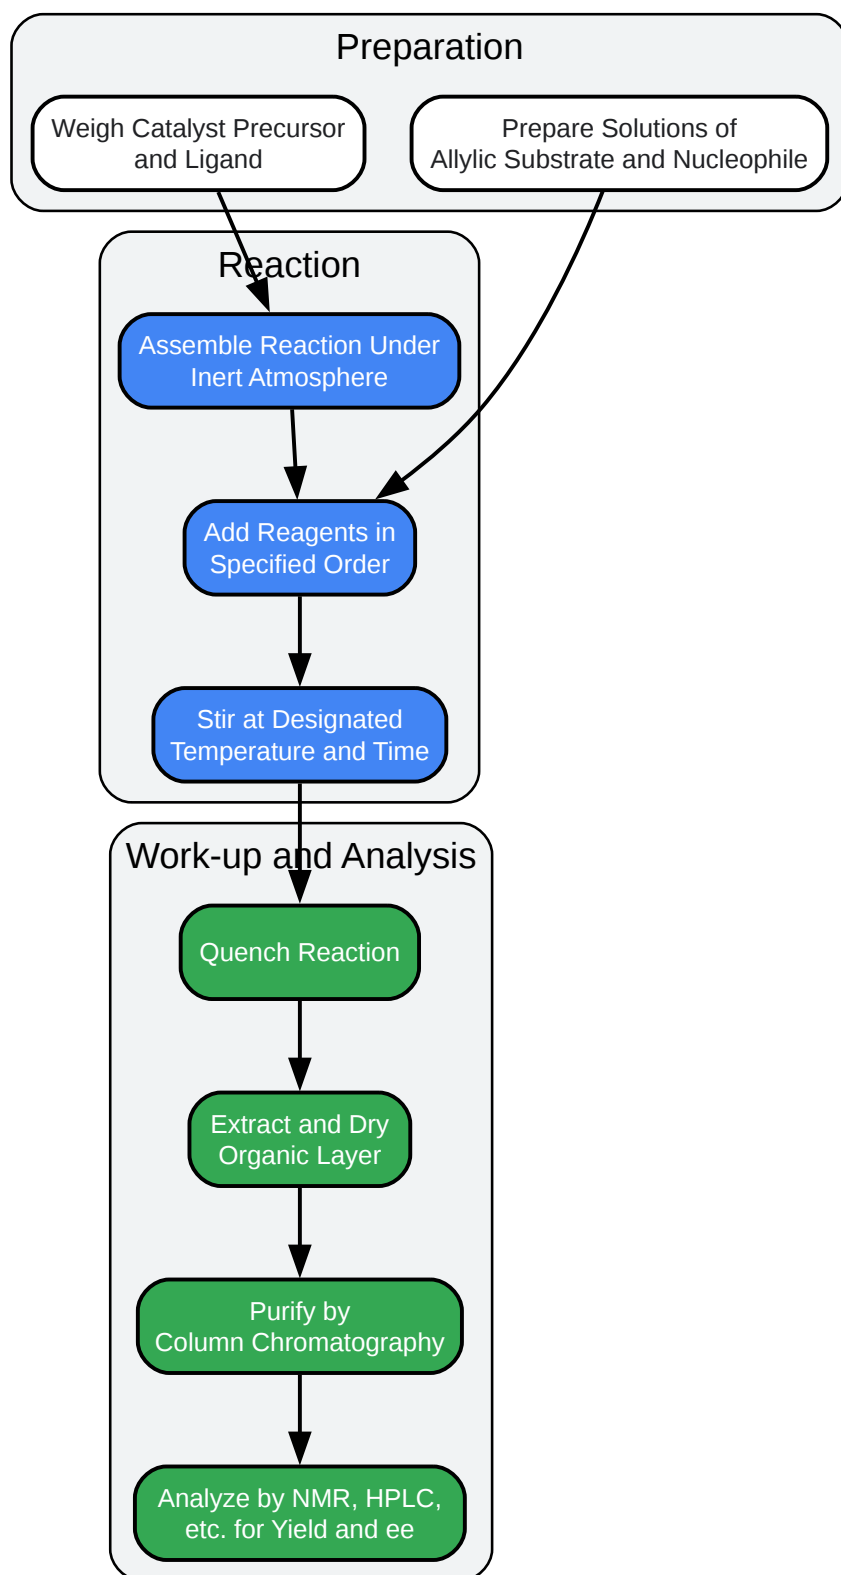 Preparation
Weigh Catalyst Precursor
and Ligand
Prepare Solutions of
Allylic Substrate and Nucleophile
Reaction
Assemble Reaction Under
Inert Atmosphere
Add Reagents in
Specified Order
Stir at Designated
Temperature and Time
Work-up and Analysis
Quench Reaction
Extract and Dry
Organic Layer
Purify by
Column Chromatography
Analyze by NMR, HPLC,
etc. for Yield and ee